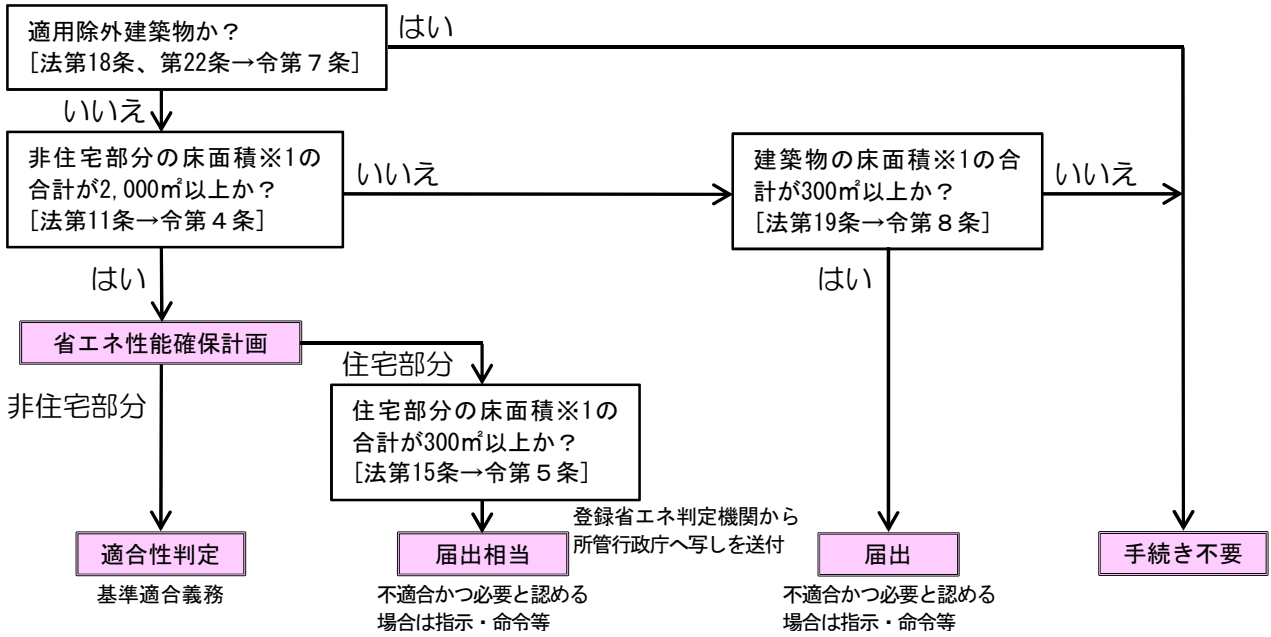 適用除外建築物か？
[法第18条、第22条→令第７条]
はい
いいえ
非住宅部分の床面積※1の
合計が2,000㎡以上か？
[法第11条→令第４条]
いいえ
建築物の床面積※1の合
計が300㎡以上か？
[法第19条→令第８条]
いいえ
はい
はい
省エネ性能確保計画
住宅部分
非住宅部分
住宅部分の床面積※1の
合計が300㎡以上か？
[法第15条→令第５条]
登録省エネ判定機関から
所管行政庁へ写しを送付
適合性判定
基準適合義務
届出相当
不適合かつ必要と認める
場合は指示・命令等
届出
不適合かつ必要と認める
場合は指示・命令等
手続き不要